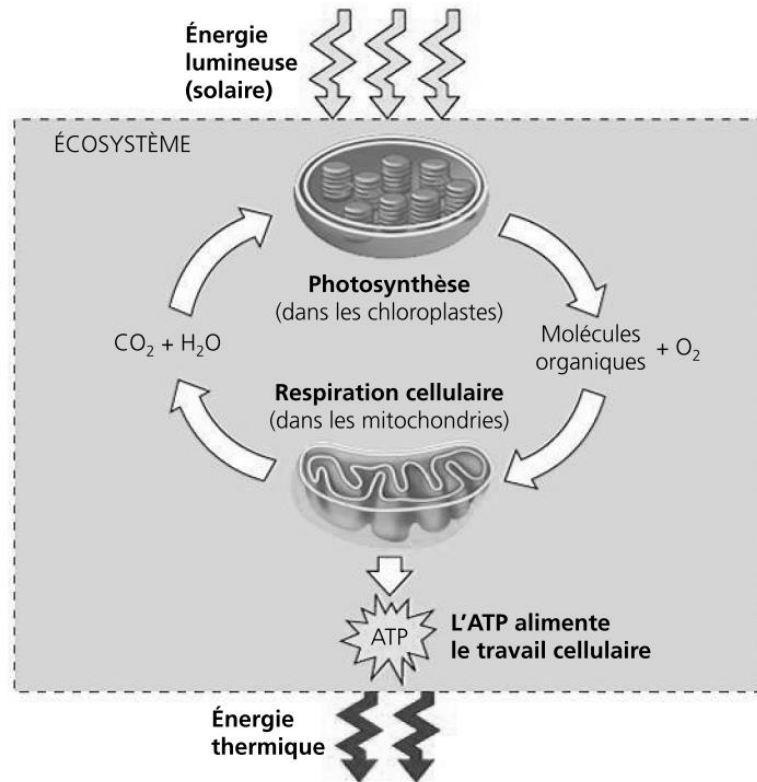 Énergie
lumineuse
(solaire)
ÉCOSYSTÈME
Photosynthèse
(dans les chloroplastes)
CO₂ + H₂O
Molécules
organiques + O₂
Respiration cellulaire
(dans les mitochondries)
ATP
L'ATP alimente
le travail cellulaire
Énergie
thermique